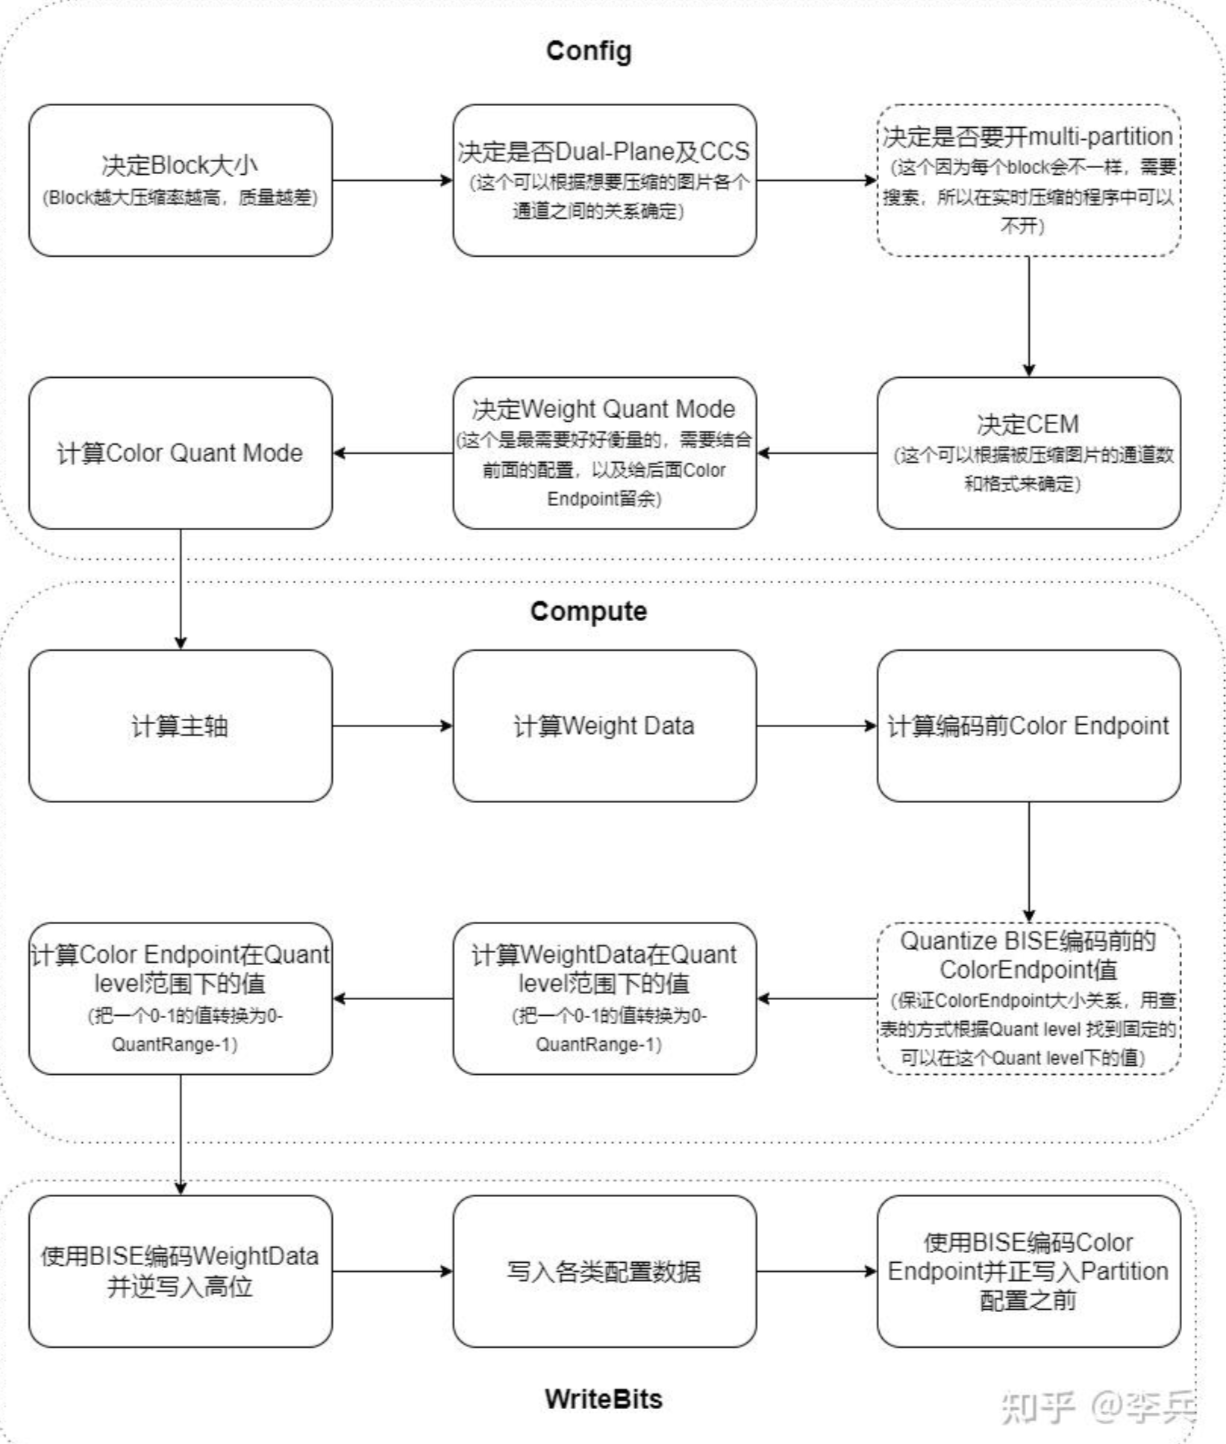 Config
决定Block大小
(Block越大压缩率越高，质量越差)
决定是否Dual-Plane及CCS
(这个可以根据想要压缩的图片各个
通道之间的关系确定)
决定是否要开multi-partition
(这个因为每个block会不一样，需要
搜索，所以在实时压缩的程序中可以
不开)
计算Color Quant Mode
决定Weight Quant Mode
(这个是最需要好好衡量的，需要结合
前面的配置，以及给后面Color
Endpoint留余)
决定CEM
(这个可以根据被压缩图片的通道数
和格式来确定)
Compute
计算主轴
计算Weight Data
计算编码前Color Endpoint
计算Color Endpoint在Quant
level范围下的值
(把一个0-1的值转换为0-
QuantRange-1)
计算WeightData在Quant
level范围下的值
(把一个0-1的值转换为0-
QuantRange-1)
Quantize BISE编码前的
ColorEndpoint值
(保证ColorEndpoint大小关系，用查
表的方式根据Quant level 找到固定的
可以在这个Quant level下的值)
使用BISE编码WeightData
并逆写入高位
写入各类配置数据
使用BISE编码Color
Endpoint并正写入Partition
配置之前
WriteBits
知乎 @李兵